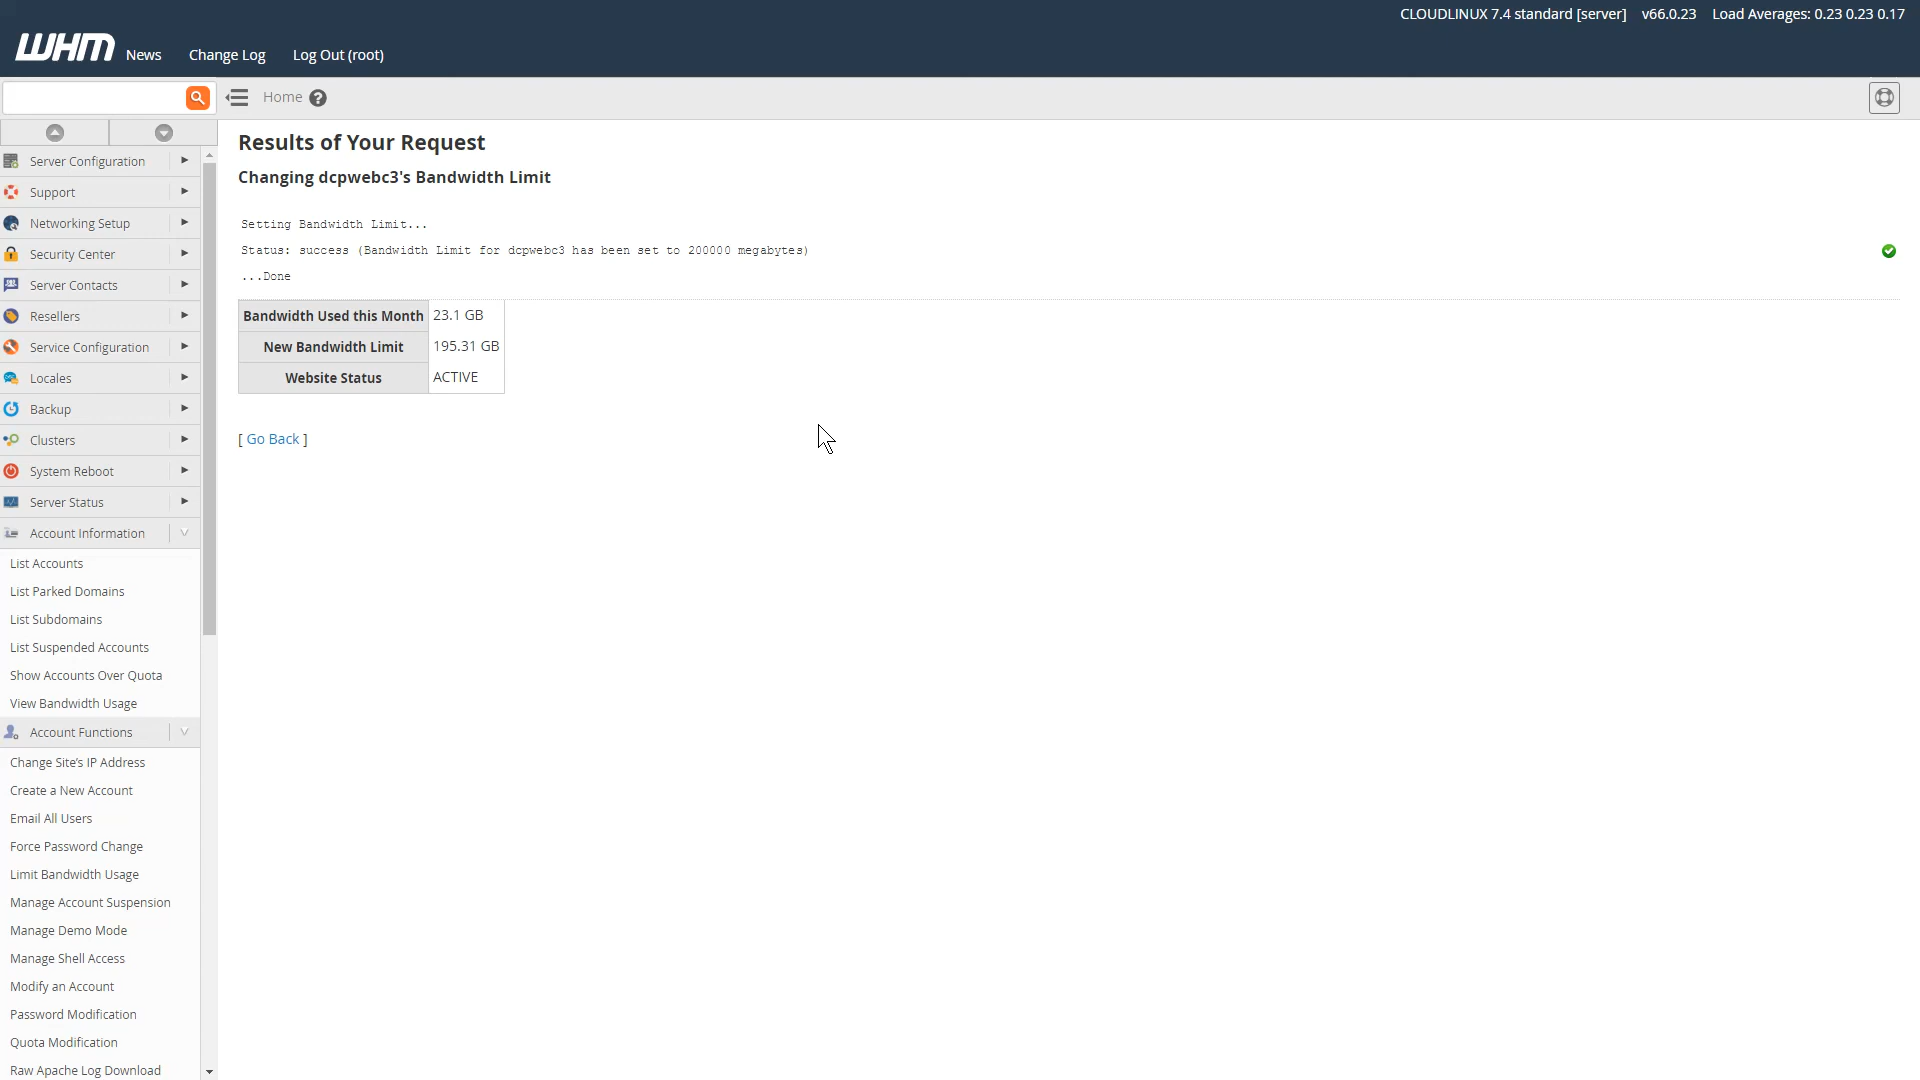 CLOUDLINUX 7.4 standard [server] v66.0.23 Load Averages: 0.23 0.23 0.17
WHM News Change Log Log Out (root)
Home ?
Results of Your Request
Changing dcpwebc3's Bandwidth Limit
Setting Bandwidth Limit...
Status: success (Bandwidth Limit for dcpwebc3 has been set to 200000 megabytes)
...Done
Bandwidth Used this Month 23.1 GB
New Bandwidth Limit 195.31 GB
Website Status ACTIVE
[ Go Back ]
Server Configuration
Support
Networking Setup
Security Center
Server Contacts
Resellers
Service Configuration
Locales
Backup
Clusters
System Reboot
Server Status
Account Information
List Accounts
List Parked Domains
List Subdomains
List Suspended Accounts
Show Accounts Over Quota
View Bandwidth Usage
Account Functions
Change Site's IP Address
Create a New Account
Email All Users
Force Password Change
Limit Bandwidth Usage
Manage Account Suspension
Manage Demo Mode
Manage Shell Access
Modify an Account
Password Modification
Quota Modification
Raw Apache Log Download